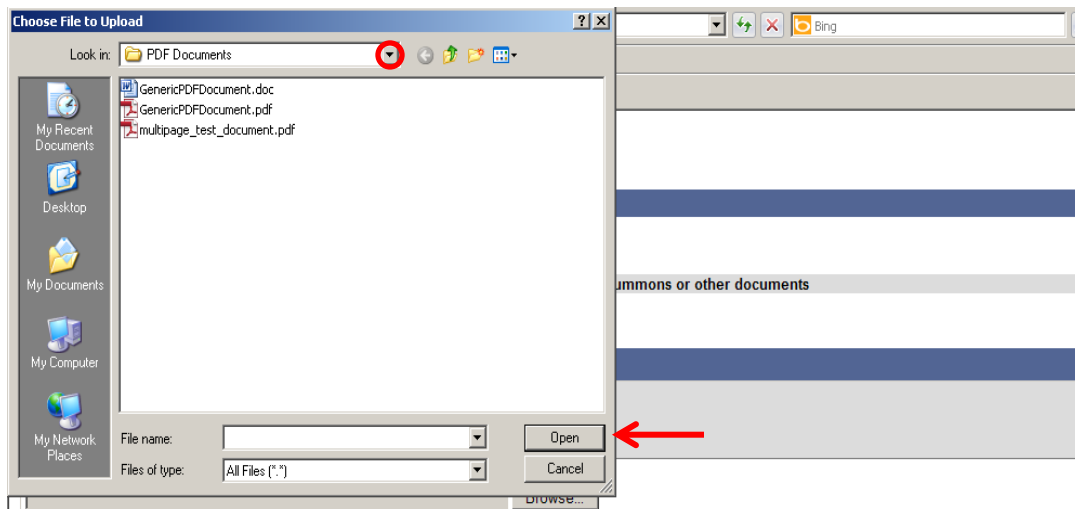 Choose File to Upload
Bing
Look in:
PDF Documents
GenericPDFDocument.doc
GenericPDFDocument.pdf
multipage_test_document.pdf
My Recent
Documents
Desktop
My Documents
My Computer
My Network
Places
ummons or other documents
File name:
Open
Files of type:
All Files (*.*)
Cancel
Browse...